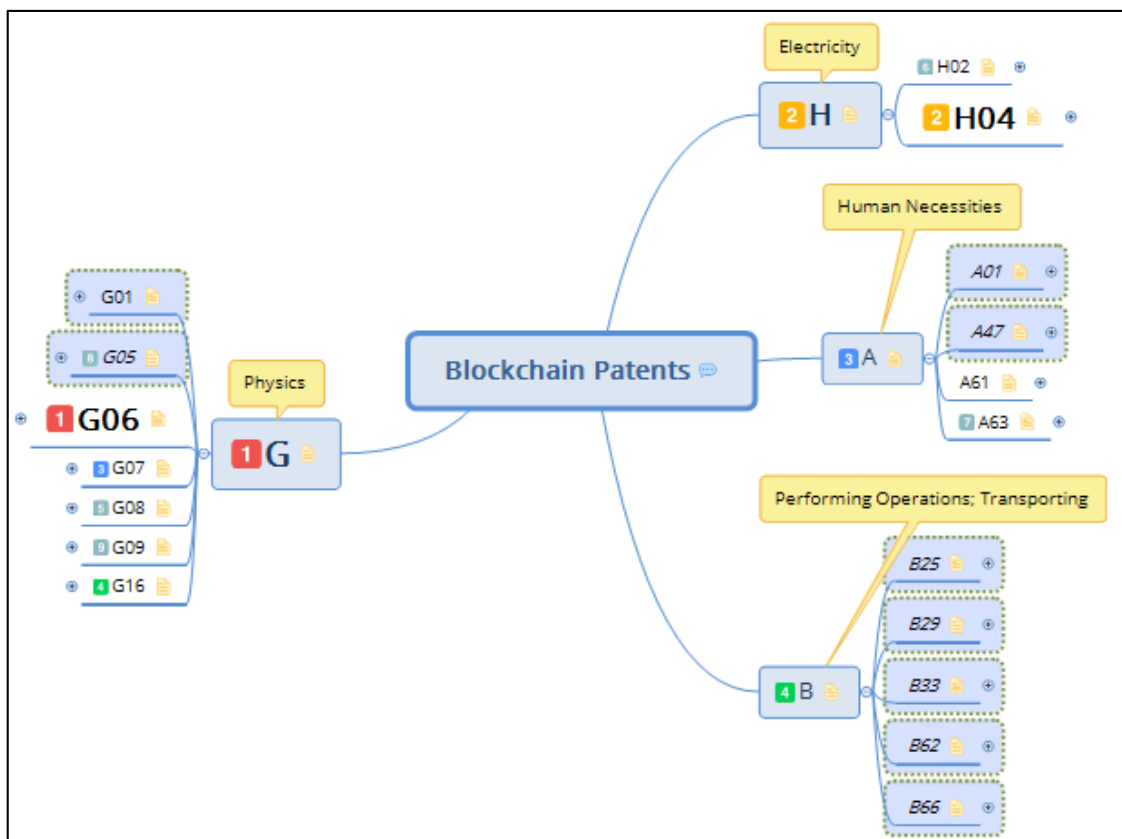 Electricity
6 H02
2 H
2 H04
Human Necessities
A01
G01
A47
8 G05
Blockchain Patents
3 A
Physics
A61
1 G06
7 A63
1 G
3 G07
Performing Operations; Transporting
5 G08
9 G09
B25
4 G16
B29
4 B
B33
B62
B66